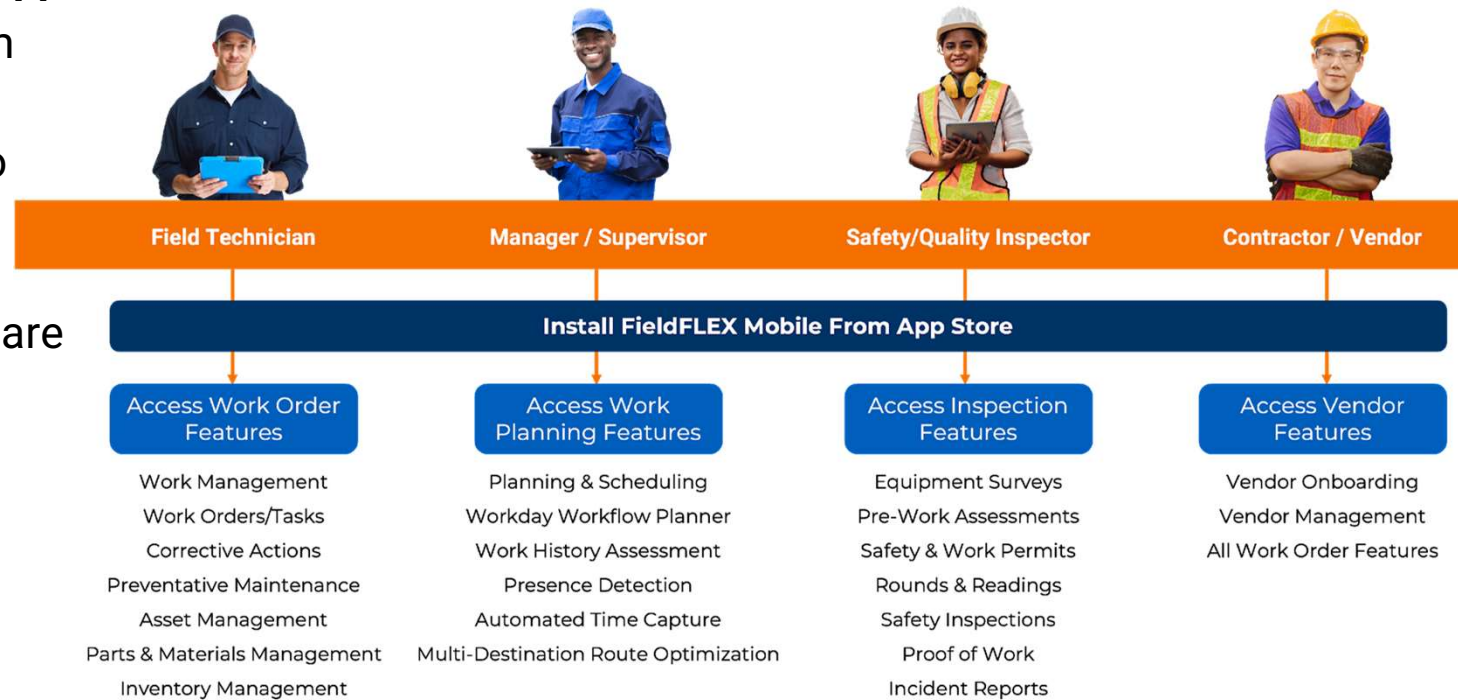 n
o
are
Field Technician
Manager / Supervisor
Safety/Quality Inspector
Contractor / Vendor
Install FieldFLEX Mobile From App Store
Access Work Order
Features
Work Management
Work Orders/Tasks
Corrective Actions
Preventative Maintenance
Asset Management
Parts & Materials Management
Inventory Management
Access Work
Planning Features
Planning & Scheduling
Workday Workflow Planner
Work History Assessment
Presence Detection
Automated Time Capture
Multi-Destination Route Optimization
Access Inspection
Features
Equipment Surveys
Pre-Work Assessments
Safety & Work Permits
Rounds & Readings
Safety Inspections
Proof of Work
Incident Reports
Access Vendor
Features
Vendor Onboarding
Vendor Management
All Work Order Features